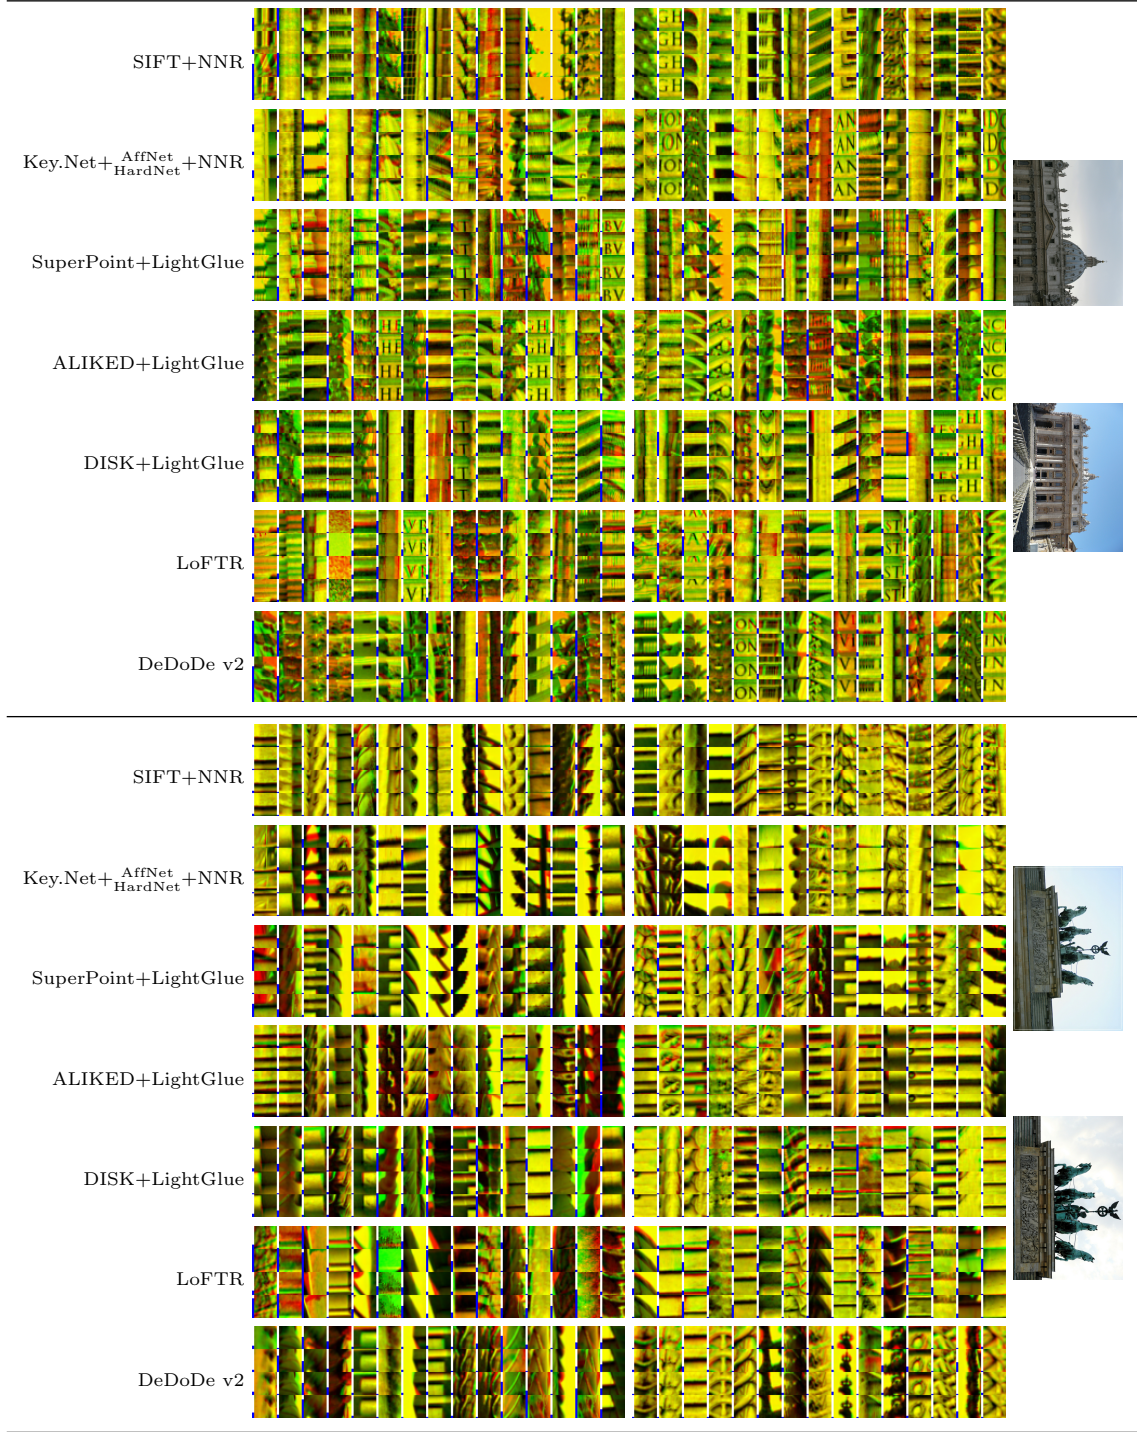 SIFT+NNR
Key.Net+AffNet HardNet+NNR
SuperPoint+LightGlue
ALIKED+LightGlue
DISK+LightGlue
LoFTR
DeDoDe v2
SIFT+NNR
Key.Net+AffNet HardNet+NNR
SuperPoint+LightGlue
ALIKED+LightGlue
DISK+LightGlue
LoFTR
DeDoDe v2